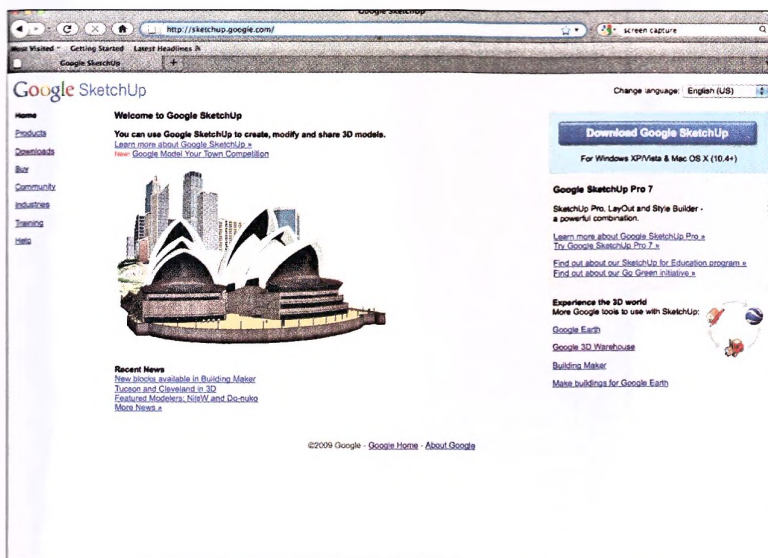 Google SketchUp
http://sketchup.google.com/
screen capture
Most Visited Getting Started Latest Headlines
Google SketchUp
+
Google SketchUp
Change language: English (US)
Home
Products
Downloads
Buy
Community
Industries
Training
Help
Welcome to Google SketchUp
You can use Google SketchUp to create, modify and share 3D models.
Learn more about Google SketchUp »
New: Google Model Your Town Competition
Recent News
New blocks available in Building Maker
Tucson and Cleveland in 3D
Featured Modelers: NileW and Do-nuko
More News »
Download Google SketchUp
For Windows XP/Vista & Mac OS X (10.4+)
Google SketchUp Pro 7
SketchUp Pro, LayOut and Style Builder -
a powerful combination.
Learn more about Google SketchUp Pro »
Try Google SketchUp Pro 7 »
Find out about our SketchUp for Education program »
Find out about our Go Green initiative »
Experience the 3D world
More Google tools to use with SketchUp:
Google Earth
Google 3D Warehouse
Building Maker
Make buildings for Google Earth
©2009 Google - Google Home - About Google